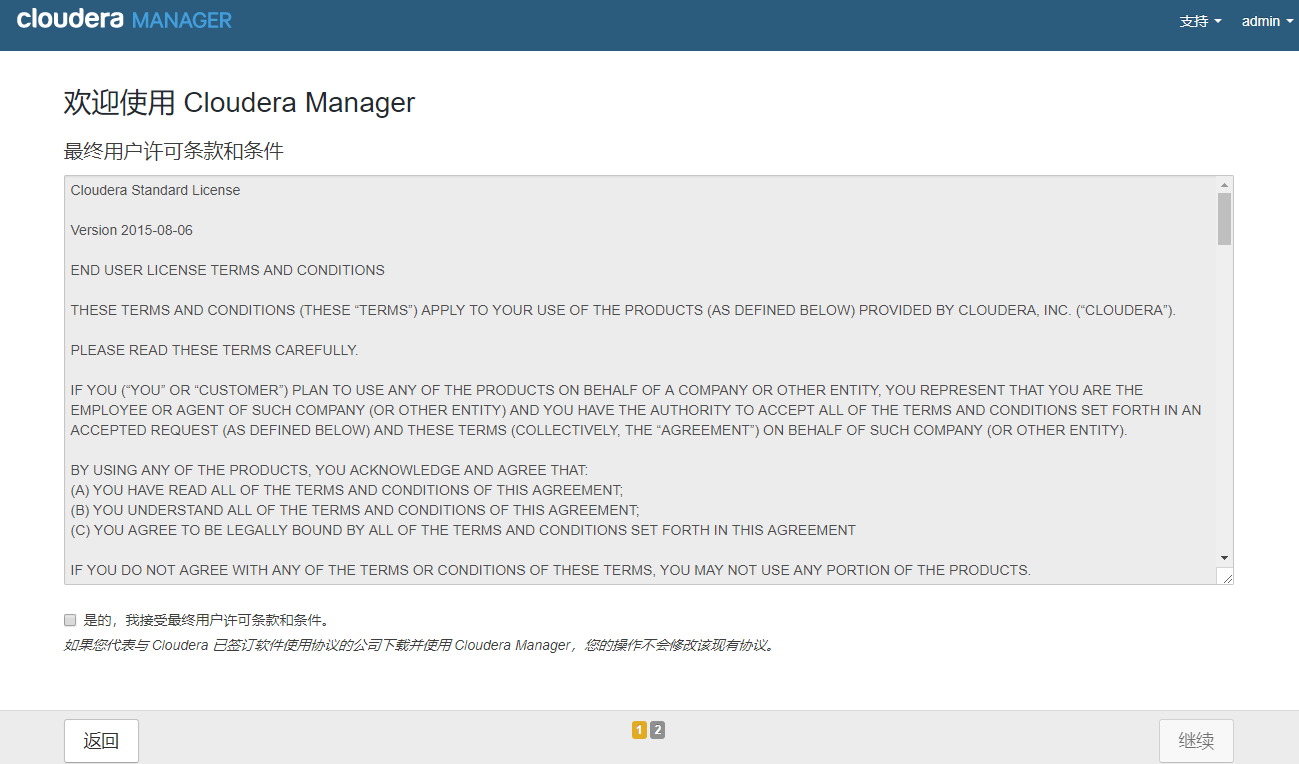 cloudera MANAGER
支持 admin
欢迎使用 Cloudera Manager
最终用户许可条款和条件
Cloudera Standard License
Version 2015-08-06
END USER LICENSE TERMS AND CONDITIONS
THESE TERMS AND CONDITIONS (THESE “TERMS”) APPLY TO YOUR USE OF THE PRODUCTS (AS DEFINED BELOW) PROVIDED BY CLOUDERA, INC. (“CLOUDERA”).
PLEASE READ THESE TERMS CAREFULLY.
IF YOU (“YOU” OR “CUSTOMER”) PLAN TO USE ANY OF THE PRODUCTS ON BEHALF OF A COMPANY OR OTHER ENTITY, YOU REPRESENT THAT YOU ARE THE
EMPLOYEE OR AGENT OF SUCH COMPANY (OR OTHER ENTITY) AND YOU HAVE THE AUTHORITY TO ACCEPT ALL OF THE TERMS AND CONDITIONS SET FORTH IN AN
ACCEPTED REQUEST (AS DEFINED BELOW) AND THESE TERMS (COLLECTIVELY, THE “AGREEMENT”) ON BEHALF OF SUCH COMPANY (OR OTHER ENTITY).
BY USING ANY OF THE PRODUCTS, YOU ACKNOWLEDGE AND AGREE THAT:
(A) YOU HAVE READ ALL OF THE TERMS AND CONDITIONS OF THIS AGREEMENT;
(B) YOU UNDERSTAND ALL OF THE TERMS AND CONDITIONS OF THIS AGREEMENT;
(C) YOU AGREE TO BE LEGALLY BOUND BY ALL OF THE TERMS AND CONDITIONS SET FORTH IN THIS AGREEMENT
IF YOU DO NOT AGREE WITH ANY OF THE TERMS OR CONDITIONS OF THESE TERMS, YOU MAY NOT USE ANY PORTION OF THE PRODUCTS.
是的，我接受最终用户许可条款和条件。
如果您代表与 Cloudera 已签订软件使用协议的公司下载并使用 Cloudera Manager，您的操作不会修改该现有协议。
返回 1 2 继续